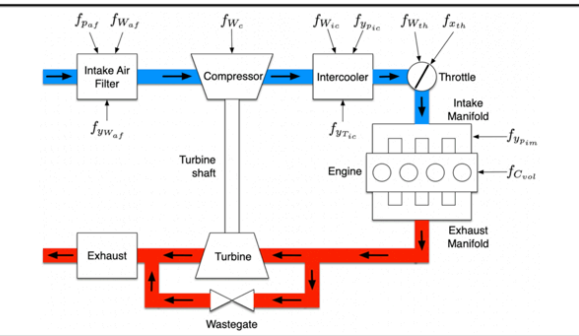 f_{p_{af}} f_{W_{af}} f_{W_c} f_{W_{ic}} f_{y_{p_{ic}}} f_{W_{th}} f_{x_{th}}
Intake Air
Filter
Compressor
Intercooler
Throttle
f_{y_{W_{af}}}
f_{y_{T_{ic}}}
Intake
Manifold
f_{y_{p_{im}}}
Turbine
shaft
Engine
f_{C_{vol}}
Exhaust
Manifold
Exhaust
Turbine
Wastegate